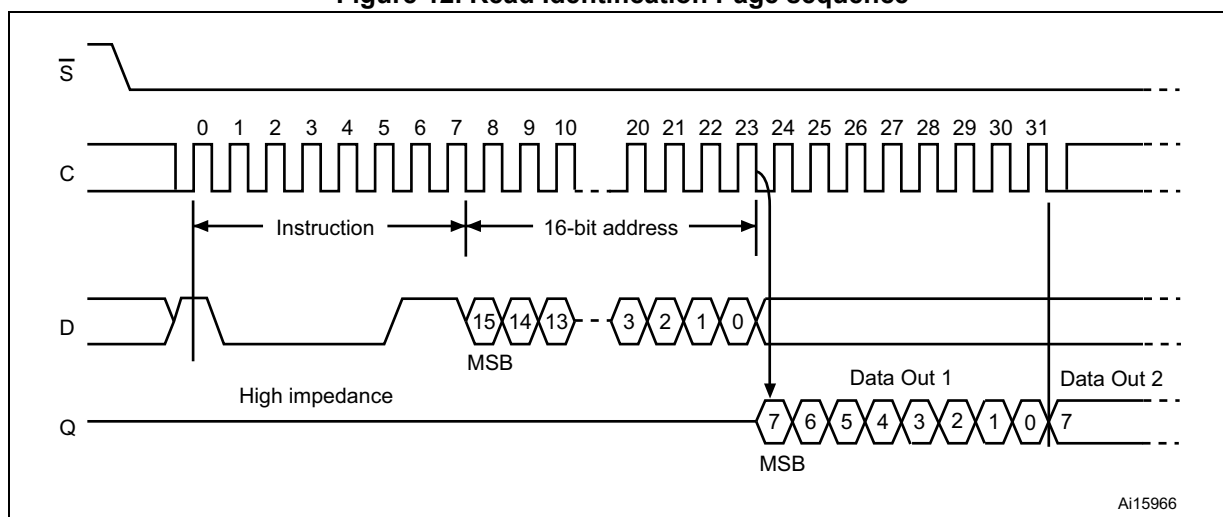 Figure 12. Read Identification Page sequence
S
0 1 2 3 4 5 6 7 8 9 10 20 21 22 23 24 25 26 27 28 29 30 31
C
Instruction 16-bit address
D
15 14 13 3 2 1 0
MSB
Data Out 1 Data Out 2
High impedance
Q
7 6 5 4 3 2 1 0 7
MSB
Ai15966